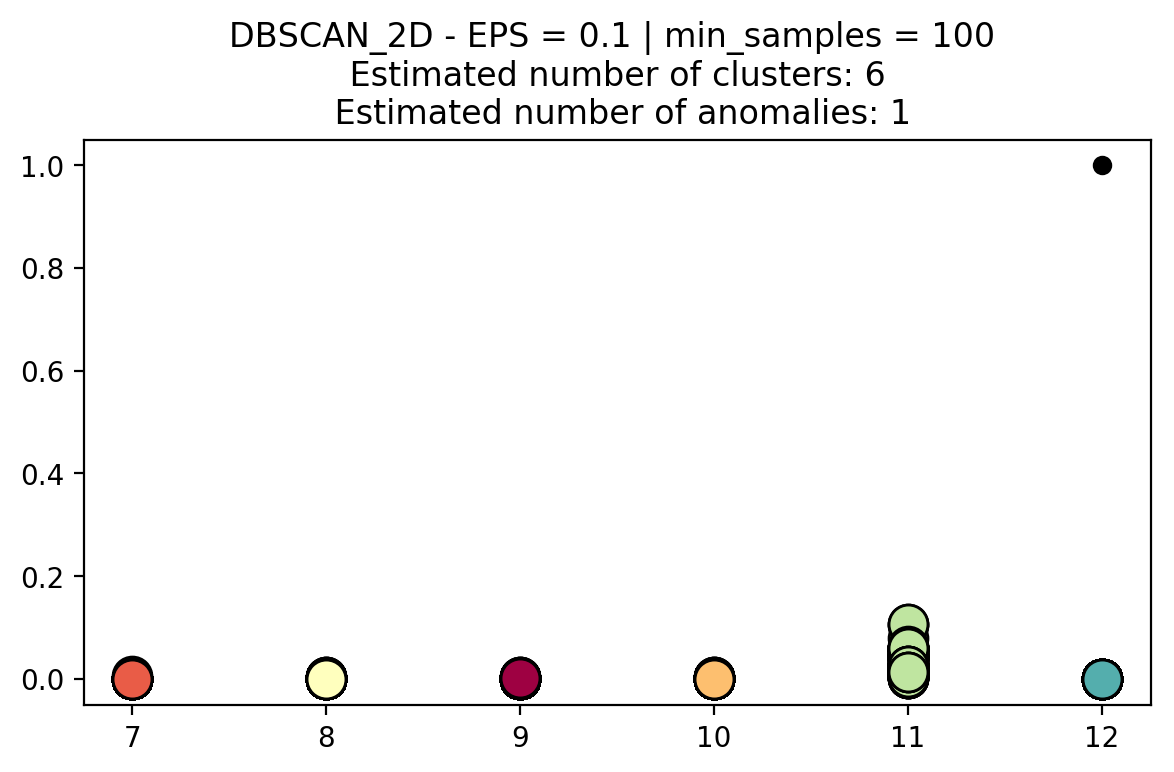 DBSCAN_2D - EPS = 0.1 | min_samples = 100
Estimated number of clusters: 6
Estimated number of anomalies: 1
1.0
0.8
0.6
0.4
0.2
0.0
7 8 9 10 11 12